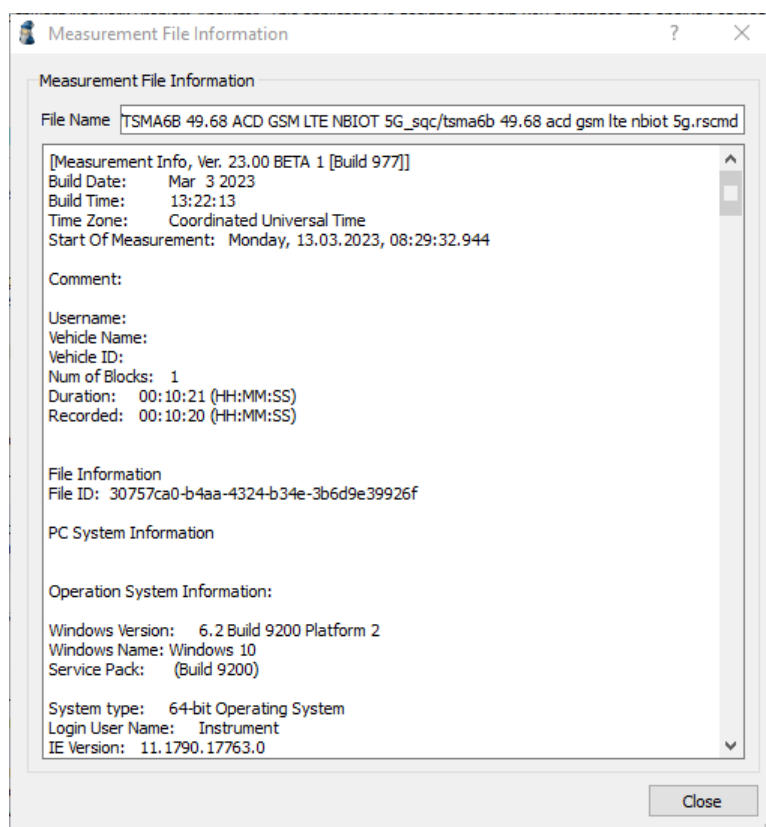 Measurement File Information
?
Measurement File Information
File Name TSMA6B 49.68 ACD GSM LTE NBIOT 5G_sqc/tsma6b 49.68 acd gsm lte nbiot 5g.rscmd
[Measurement Info, Ver. 23.00 BETA 1 [Build 977]]
Build Date: Mar 3 2023
Build Time: 13:22:13
Time Zone: Coordinated Universal Time
Start Of Measurement: Monday, 13.03.2023, 08:29:32.944
Comment:
Username:
Vehicle Name:
Vehicle ID:
Num of Blocks: 1
Duration: 00:10:21 (HH:MM:SS)
Recorded: 00:10:20 (HH:MM:SS)
File Information
File ID: 30757ca0-b4aa-4324-b34e-3b6d9e39926f
PC System Information
Operation System Information:
Windows Version: 6.2 Build 9200 Platform 2
Windows Name: Windows 10
Service Pack: (Build 9200)
System type: 64-bit Operating System
Login User Name: Instrument
IE Version: 11.1790.17763.0
Close